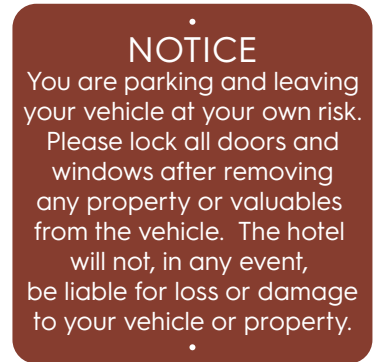 NOTICE
You are parking and leaving
your vehicle at your own risk.
Please lock all doors and
windows after removing
any property or valuables
from the vehicle.  The hotel
will not, in any event,
be liable for loss or damage
to your vehicle or property.